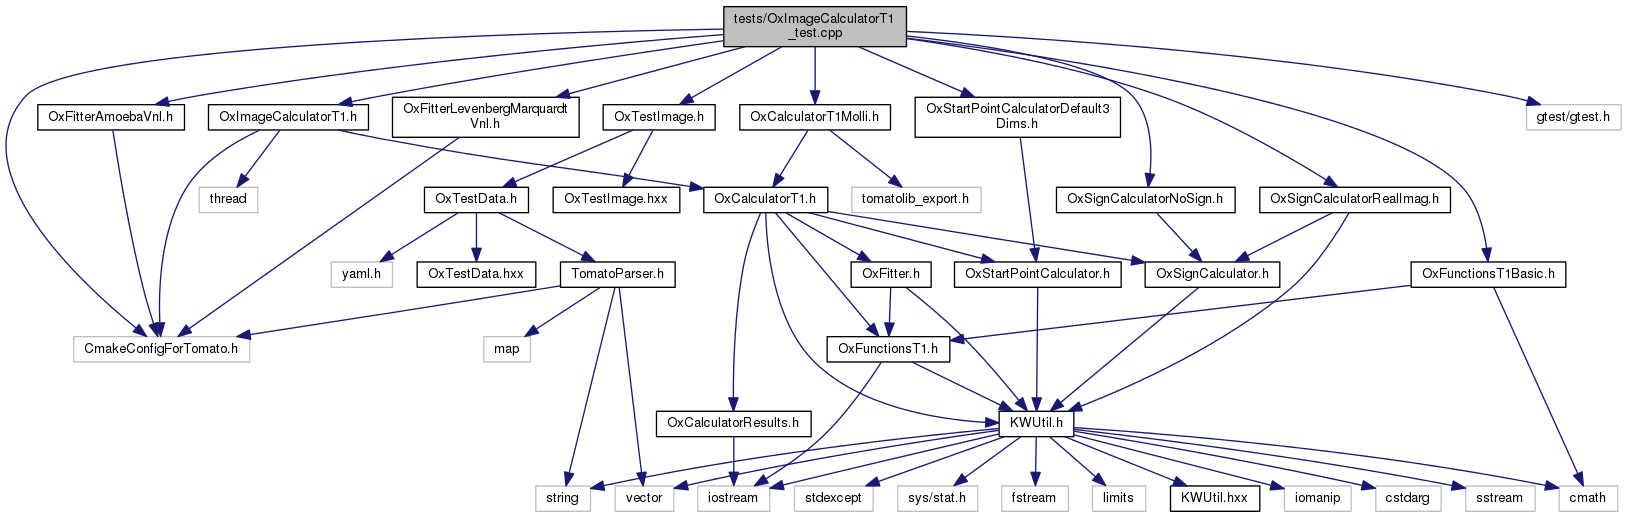 tests/OxImageCalculatorT1
_test.cpp
OxFitterAmoebaVnl.h
OxImageCalculatorT1.h
OxFitterLevenbergMarquardt
Vnl.h
OxTestImage.h
OxCalculatorT1Molli.h
OxStartPointCalculatorDefault3
Dims.h
gtest/gtest.h
thread
OxTestData.h
OxTestImage.hxx
OxCalculatorT1.h
tomatolib_export.h
OxSignCalculatorNoSign.h
OxSignCalculatorRealImag.h
yaml.h
OxTestData.hxx
TomatoParser.h
OxFitter.h
OxStartPointCalculator.h
OxSignCalculator.h
OxFunctionsT1Basic.h
CmakeConfigForTomato.h
map
OxFunctionsT1.h
OxCalculatorResults.h
KWUtil.h
string
vector
iostream
stdexcept
sys/stat.h
fstream
limits
KWUtil.hxx
iomanip
cstdarg
sstream
cmath